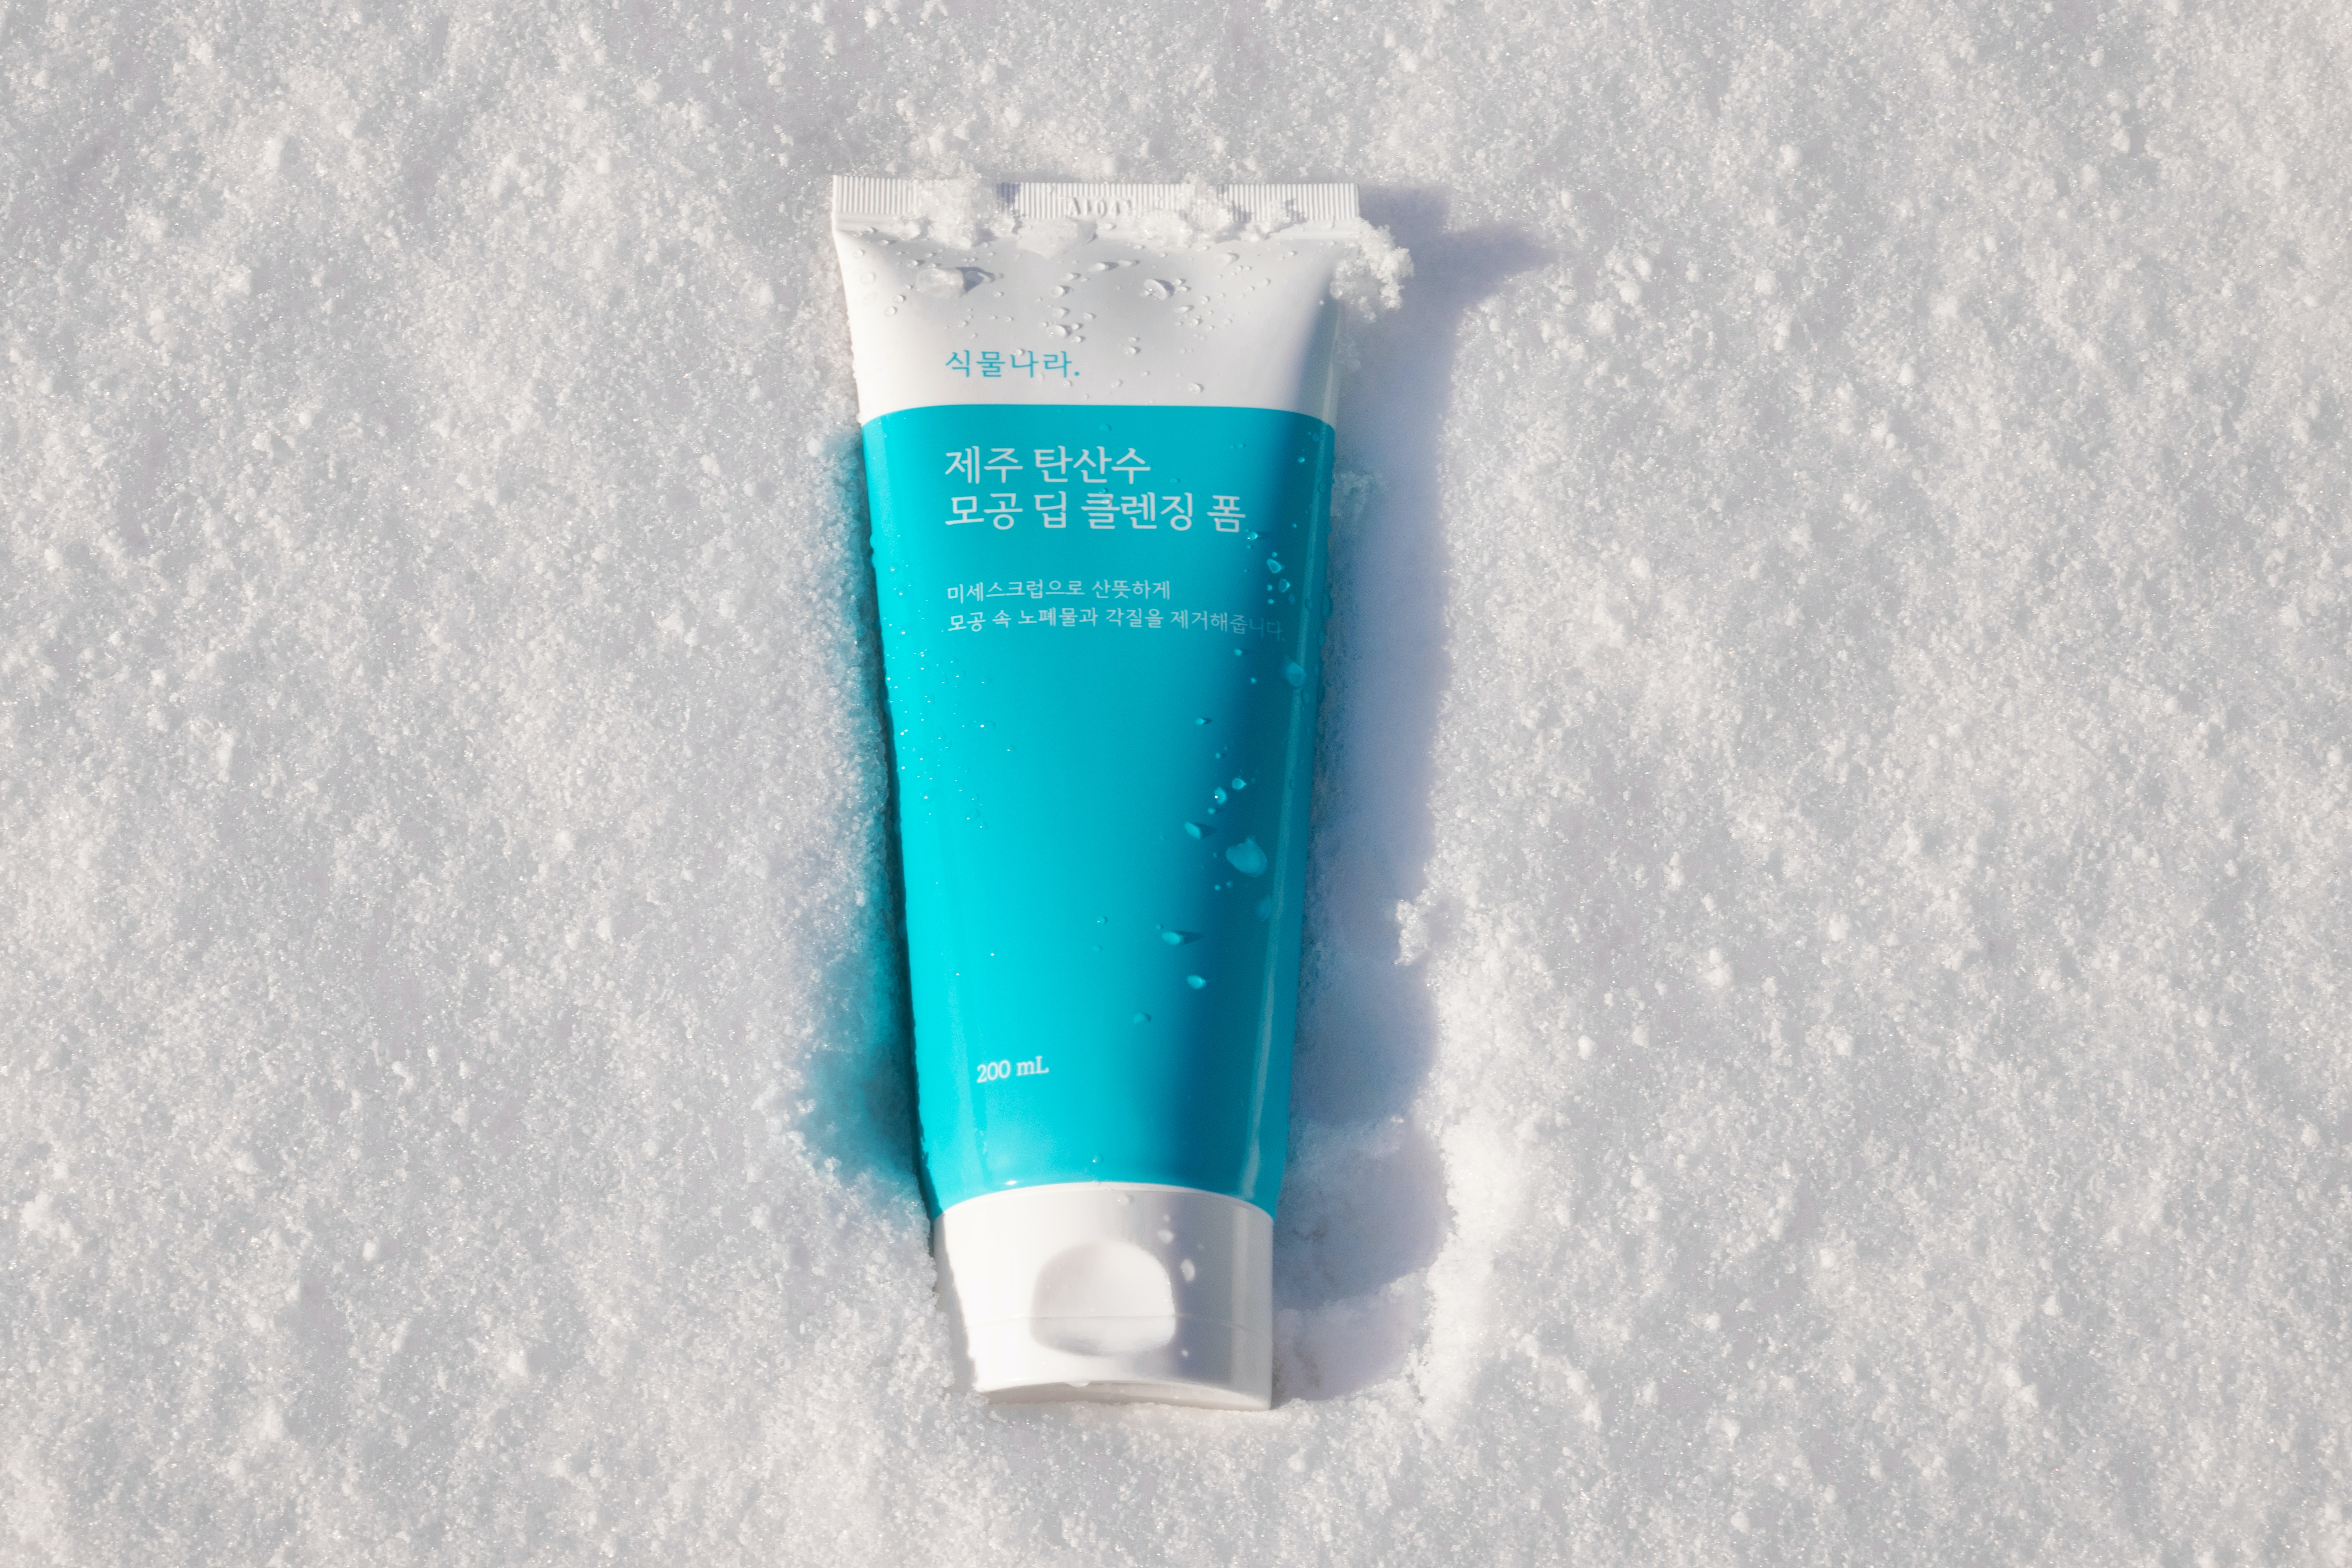 식물나라.
제주 탄산수
모공 딥 클렌징 폼
미세스크럽으로 산뜻하게
모공 속 노폐물과 각질을 제거해줍니다.
200 mL